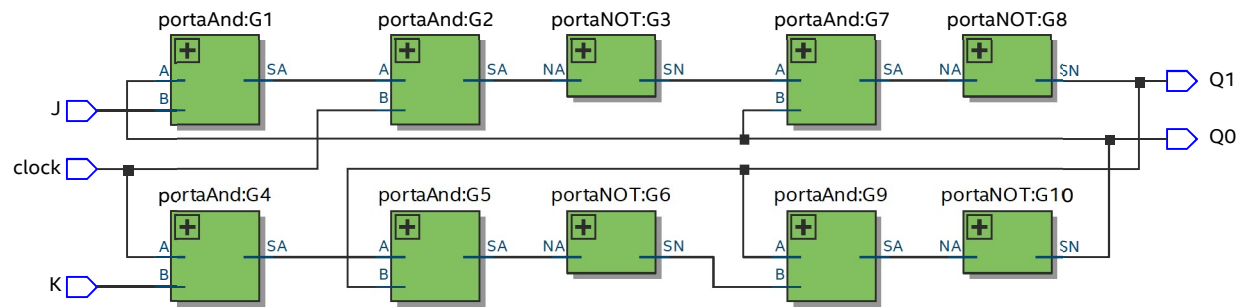 portaAnd:G1 portaAnd:G2 portaNOT:G3 portaAnd:G7 portaNOT:G8
A SA A SA NA SN A SA NA SN Q1
J B B B
Q0
clock
portaAnd:G4 portaAnd:G5 portaNOT:G6 portaAnd:G9 portaNOT:G10
A SA A SA NA SN A SA NA SN
K B B B